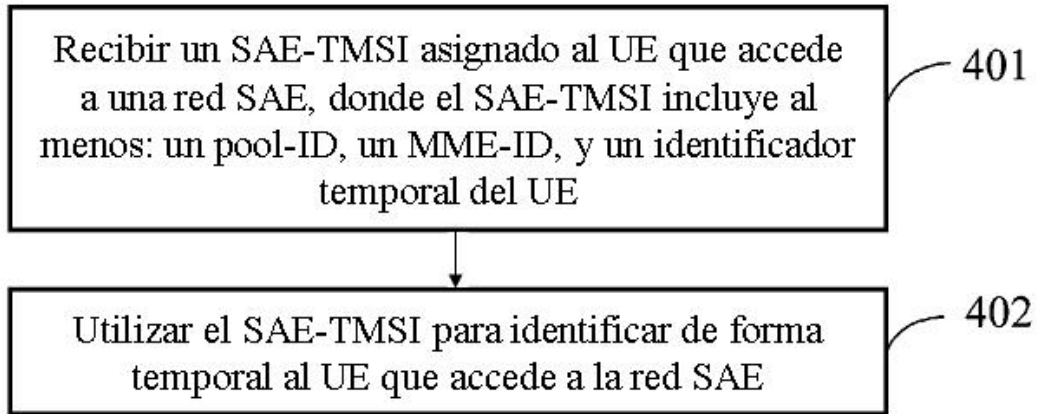 Recibir un SAE-TMSI asignado al UE que accede
a una red SAE, donde el SAE-TMSI incluye al
menos: un pool-ID, un MME-ID, y un identificador
temporal del UE
401
Utilizar el SAE-TMSI para identificar de forma
temporal al UE que accede a la red SAE
402